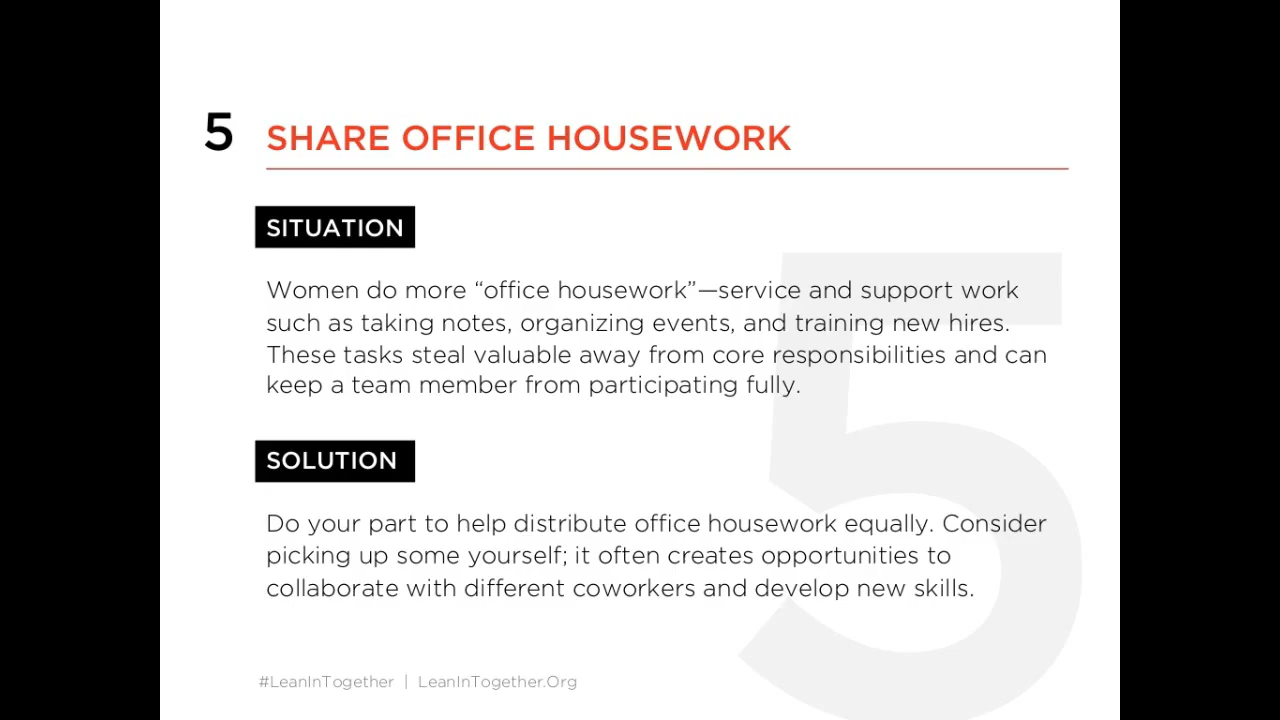 5 SHARE OFFICE HOUSEWORK
SITUATION
Women do more “office housework”—service and support work
such as taking notes, organizing events, and training new hires.
These tasks steal valuable away from core responsibilities and can
keep a team member from participating fully.
SOLUTION
Do your part to help distribute office housework equally. Consider
picking up some yourself; it often creates opportunities to
collaborate with different coworkers and develop new skills.
5
#LeanInTogether | LeanInTogether.Org